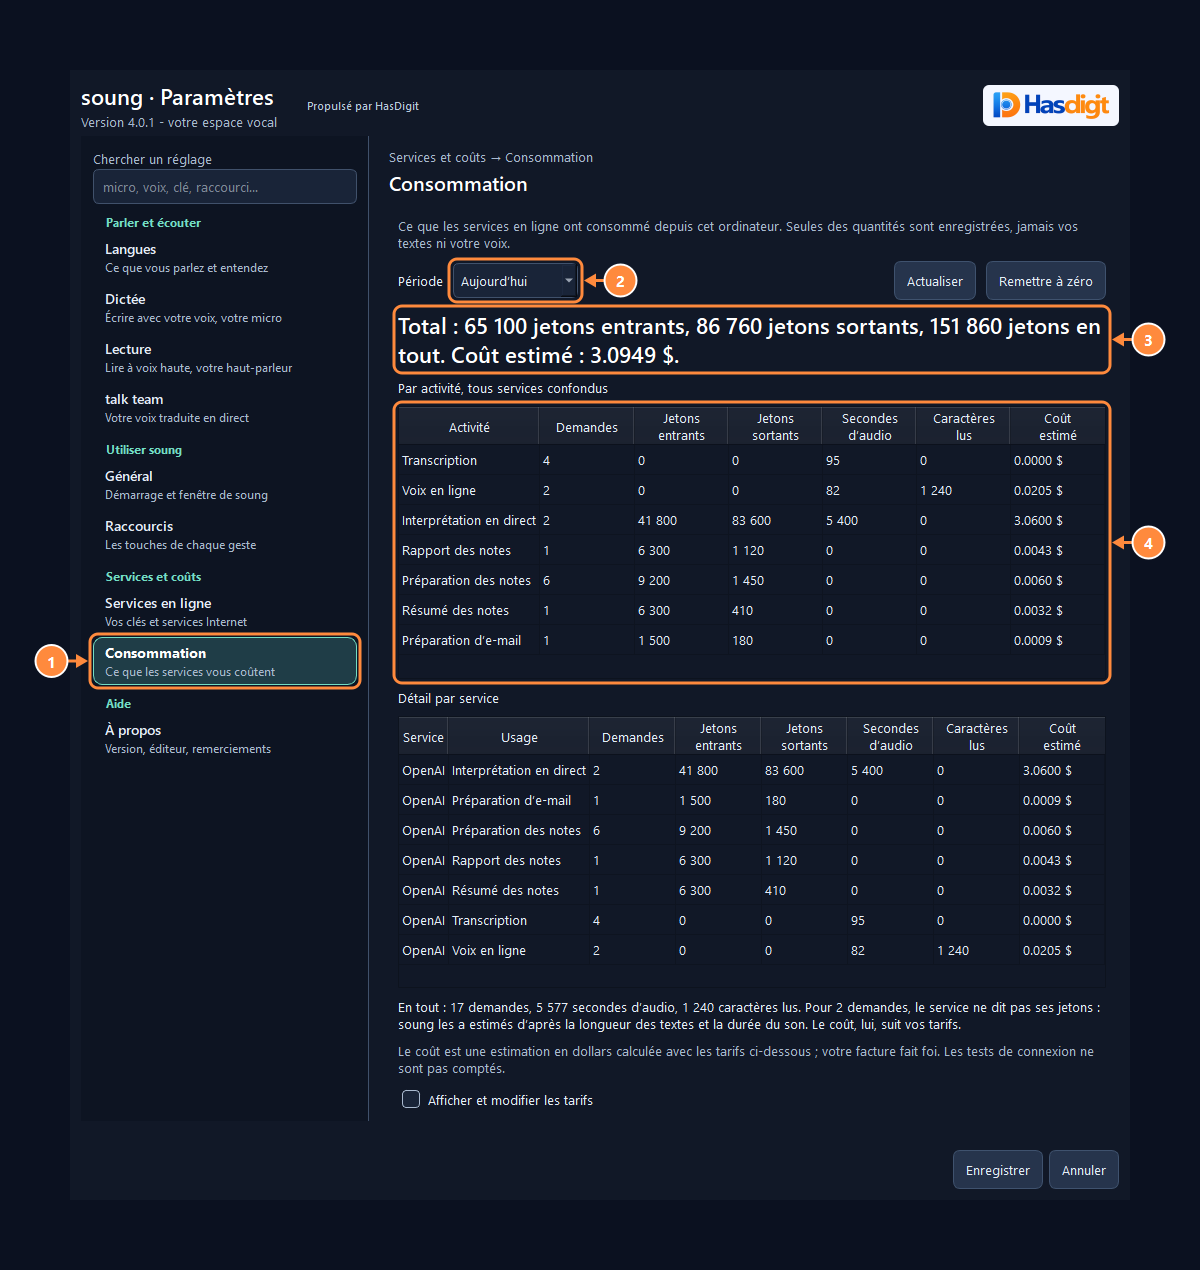 soung · Paramètres
Propulsé par HasDigit
Hasdigit
Version 4.0.1 - votre espace vocal
Chercher un réglage
micro, voix, clé, raccourci...
Parler et écouter
Langues
Ce que vous parlez et entendez
Dictée
Écrire avec votre voix, votre micro
Lecture
Lire à voix haute, votre haut-parleur
talk team
Votre voix traduite en direct
Utiliser soung
Général
Démarrage et fenêtre de soung
Raccourcis
Les touches de chaque geste
Services et coûts
Services en ligne
Vos clés et services Internet
1
Consommation
Ce que les services vous coûtent
Aide
À propos
Version, éditeur, remerciements
Services et coûts → Consommation
Consommation
Ce que les services en ligne ont consommé depuis cet ordinateur. Seules des quantités sont enregistrées, jamais vos
textes ni votre voix.
Période Aujourd'hui 2 Actualiser Remettre à zéro
Total : 65 100 jetons entrants, 86 760 jetons sortants, 151 860 jetons en
tout. Coût estimé : 3.0949 $.
3
Par activité, tous services confondus
Activité Demandes Jetons entrants Jetons sortants Secondes d'audio Caractères lus Coût estimé
Transcription 4 0 0 95 0 0.0000 $
Voix en ligne 2 0 0 82 1 240 0.0205 $
Interprétation en direct 2 41 800 83 600 5 400 0 3.0600 $
4
Rapport des notes 1 6 300 1 120 0 0 0.0043 $
Préparation des notes 6 9 200 1 450 0 0 0.0060 $
Résumé des notes 1 6 300 410 0 0 0.0032 $
Préparation d'e-mail 1 1 500 180 0 0 0.0009 $
Détail par service
Service Usage Demandes Jetons entrants Jetons sortants Secondes d'audio Caractères lus Coût estimé
OpenAI Interprétation en direct 2 41 800 83 600 5 400 0 3.0600 $
OpenAI Préparation d'e-mail 1 1 500 180 0 0 0.0009 $
OpenAI Préparation des notes 6 9 200 1 450 0 0 0.0060 $
OpenAI Rapport des notes 1 6 300 1 120 0 0 0.0043 $
OpenAI Résumé des notes 1 6 300 410 0 0 0.0032 $
OpenAI Transcription 4 0 0 95 0 0.0000 $
OpenAI Voix en ligne 2 0 0 82 1 240 0.0205 $
En tout : 17 demandes, 5 577 secondes d'audio, 1 240 caractères lus. Pour 2 demandes, le service ne dit pas ses jetons :
soung les a estimés d'après la longueur des textes et la durée du son. Le coût, lui, suit vos tarifs.
Le coût est une estimation en dollars calculée avec les tarifs ci-dessous ; votre facture fait foi. Les tests de connexion ne
sont pas comptés.
Afficher et modifier les tarifs
Enregistrer Annuler